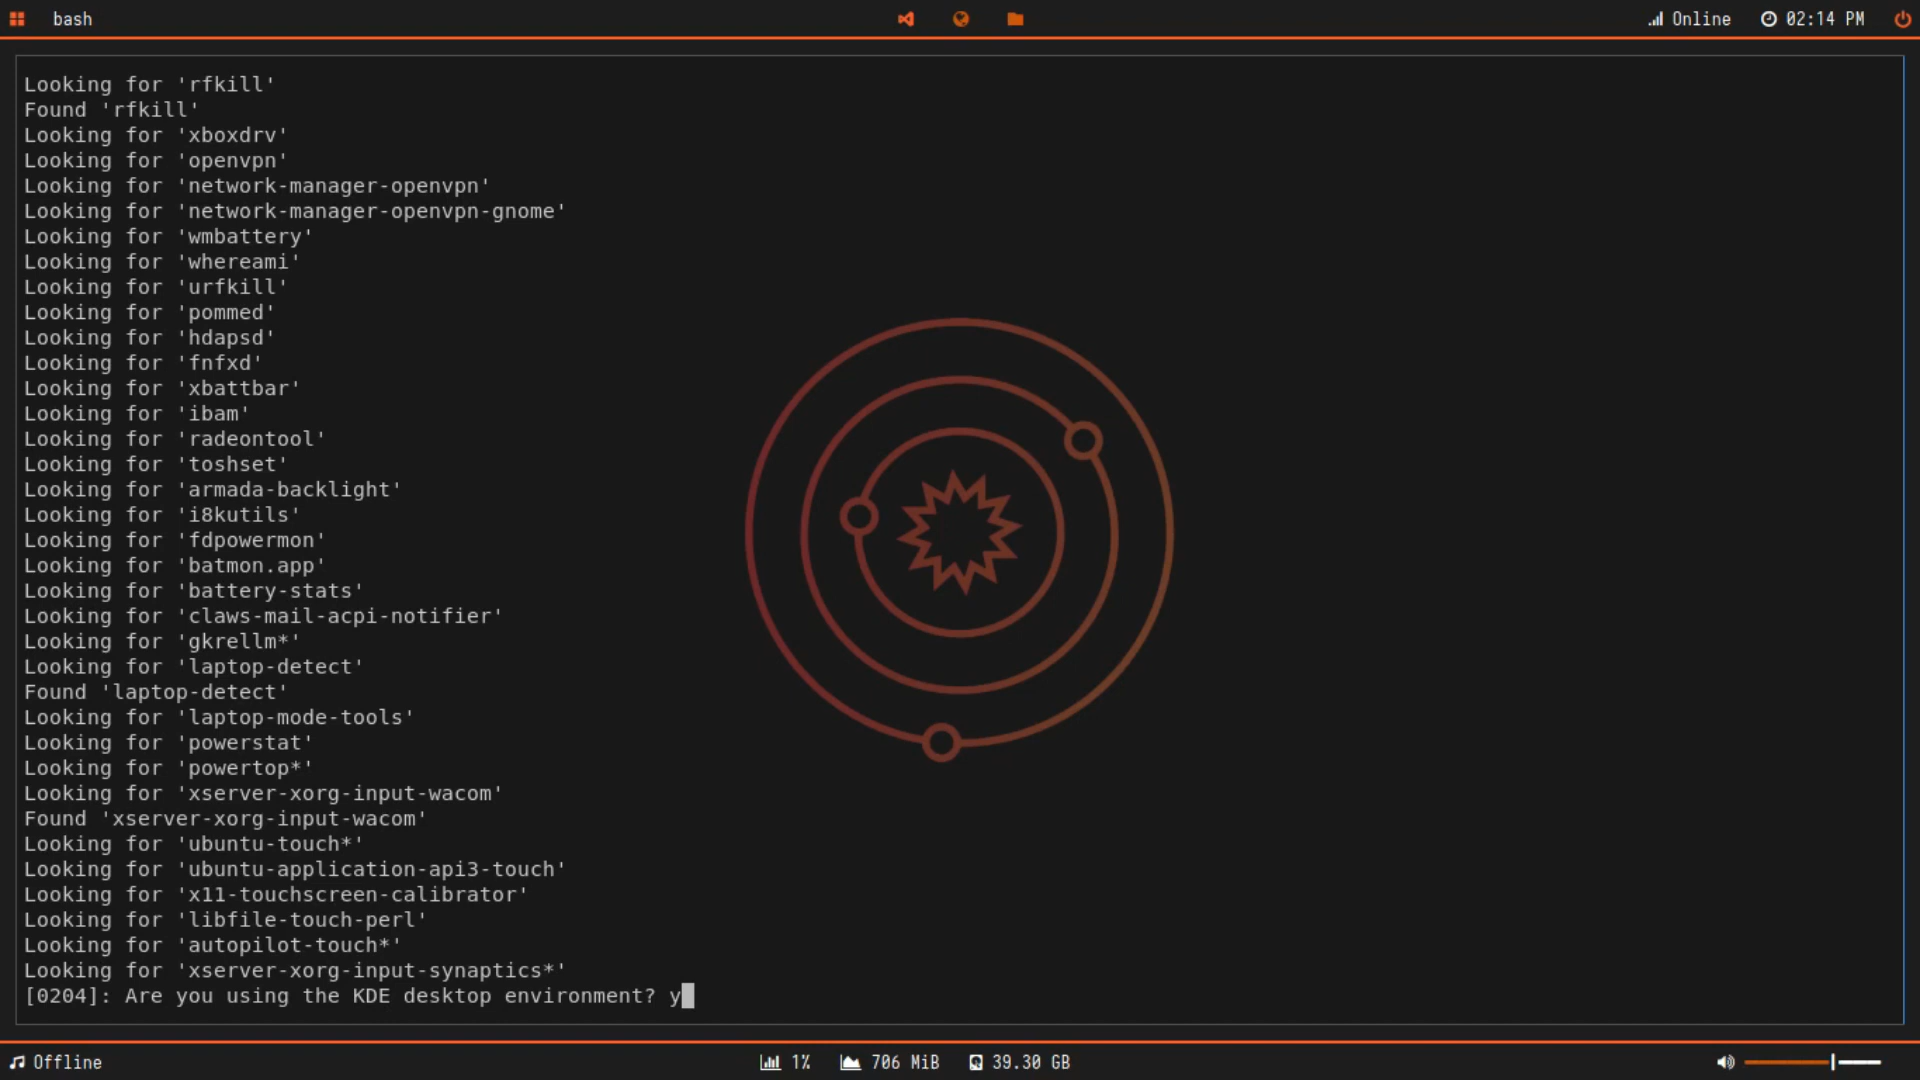 bash
Online
02:14 PM
Looking for 'rfkill'
Found 'rfkill'
Looking for 'xboxdrv'
Looking for 'openvpn'
Looking for 'network-manager-openvpn'
Looking for 'network-manager-openvpn-gnome'
Looking for 'wmbattery'
Looking for 'whereami'
Looking for 'urfkill'
Looking for 'pommed'
Looking for 'hdapsd'
Looking for 'fnfxd'
Looking for 'xbattbar'
Looking for 'ibam'
Looking for 'radeontool'
Looking for 'toshset'
Looking for 'armada-backlight'
Looking for 'i8kutils'
Looking for 'fdpowermon'
Looking for 'batmon.app'
Looking for 'battery-stats'
Looking for 'claws-mail-acpi-notifier'
Looking for 'gkrellm*'
Looking for 'laptop-detect'
Found 'laptop-detect'
Looking for 'laptop-mode-tools'
Looking for 'powerstat'
Looking for 'powertop*'
Looking for 'xserver-xorg-input-wacom'
Found 'xserver-xorg-input-wacom'
Looking for 'ubuntu-touch*'
Looking for 'ubuntu-application-api3-touch'
Looking for 'x11-touchscreen-calibrator'
Looking for 'libfile-touch-perl'
Looking for 'autopilot-touch*'
Looking for 'xserver-xorg-input-synaptics*'
[0204]: Are you using the KDE desktop environment? y
Offline
1%
706 MiB
39.30 GB